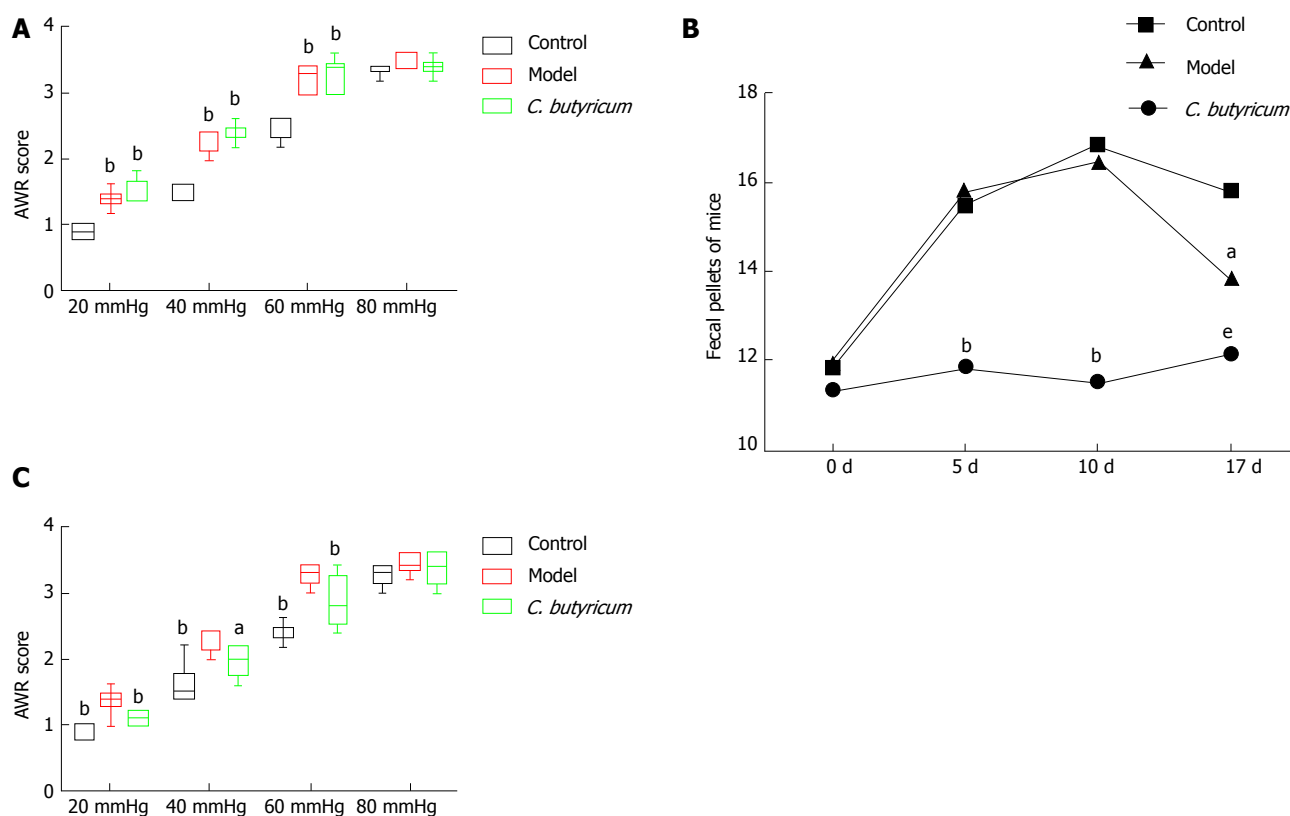 A
4
3
2
1
0
AWR score
b
b
b
b
b
b
20 mmHg
40 mmHg
60 mmHg
80 mmHg
Control
Model
C. butyricum
B
18
16
14
12
10
Fecal pellets of mice
a
b
b
e
0 d
5 d
10 d
17 d
Control
Model
C. butyricum
C
4
3
2
1
0
AWR score
b
b
b
a
b
b
20 mmHg
40 mmHg
60 mmHg
80 mmHg
Control
Model
C. butyricum